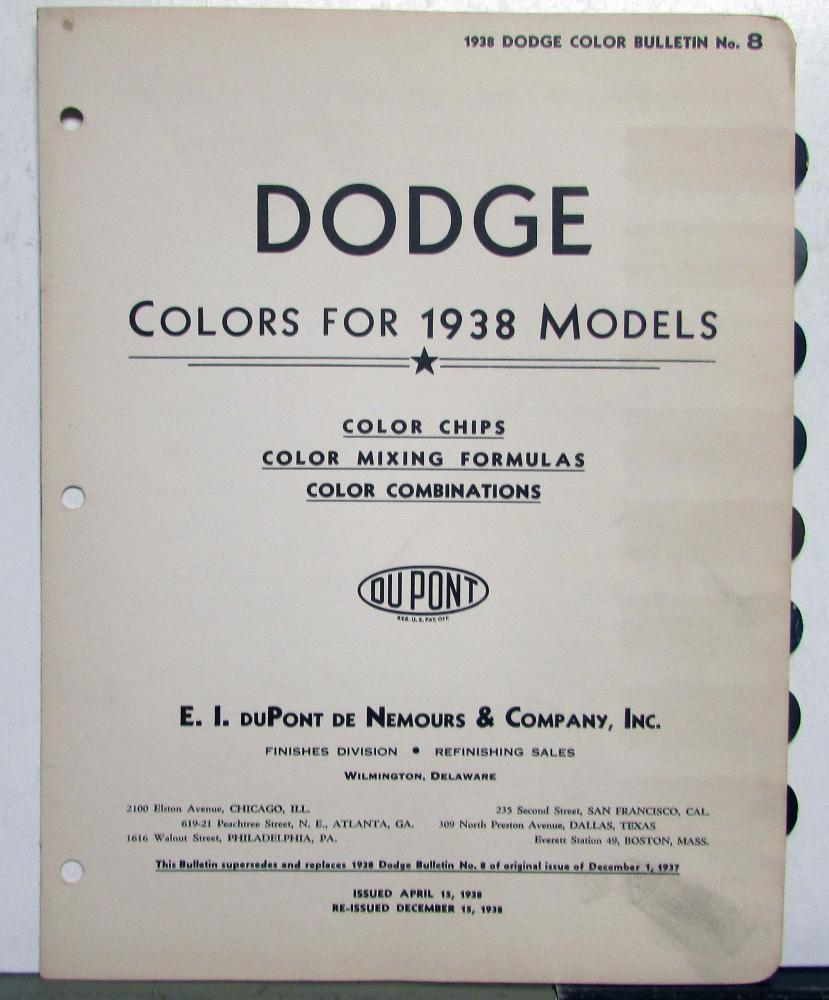 1938 DODGE COLOR BULLETIN No. 8
DODGE
COLORS FOR 1938 MODELS
COLOR CHIPS
COLOR MIXING FORMULAS
COLOR COMBINATIONS
DU PONT
REG. U. S. PAT. OFF.
E. I. DUPONT DE NEMOURS & COMPANY, INC.
FINISHES DIVISION • REFINISHING SALES
WILMINGTON, DELAWARE
2100 Elston Avenue, CHICAGO, ILL. 235 Second Street, SAN FRANCISCO, CAL.
619-21 Peachtree Street, N. E., ATLANTA, GA. 309 North Preston Avenue, DALLAS, TEXAS
1616 Walnut Street, PHILADELPHIA, PA. Everett Station 49, BOSTON, MASS.
This Bulletin supersedes and replaces 1938 Dodge Bulletin No. 8 of original issue of December 1, 1937
ISSUED APRIL 15, 1938
RE-ISSUED DECEMBER 15, 1938